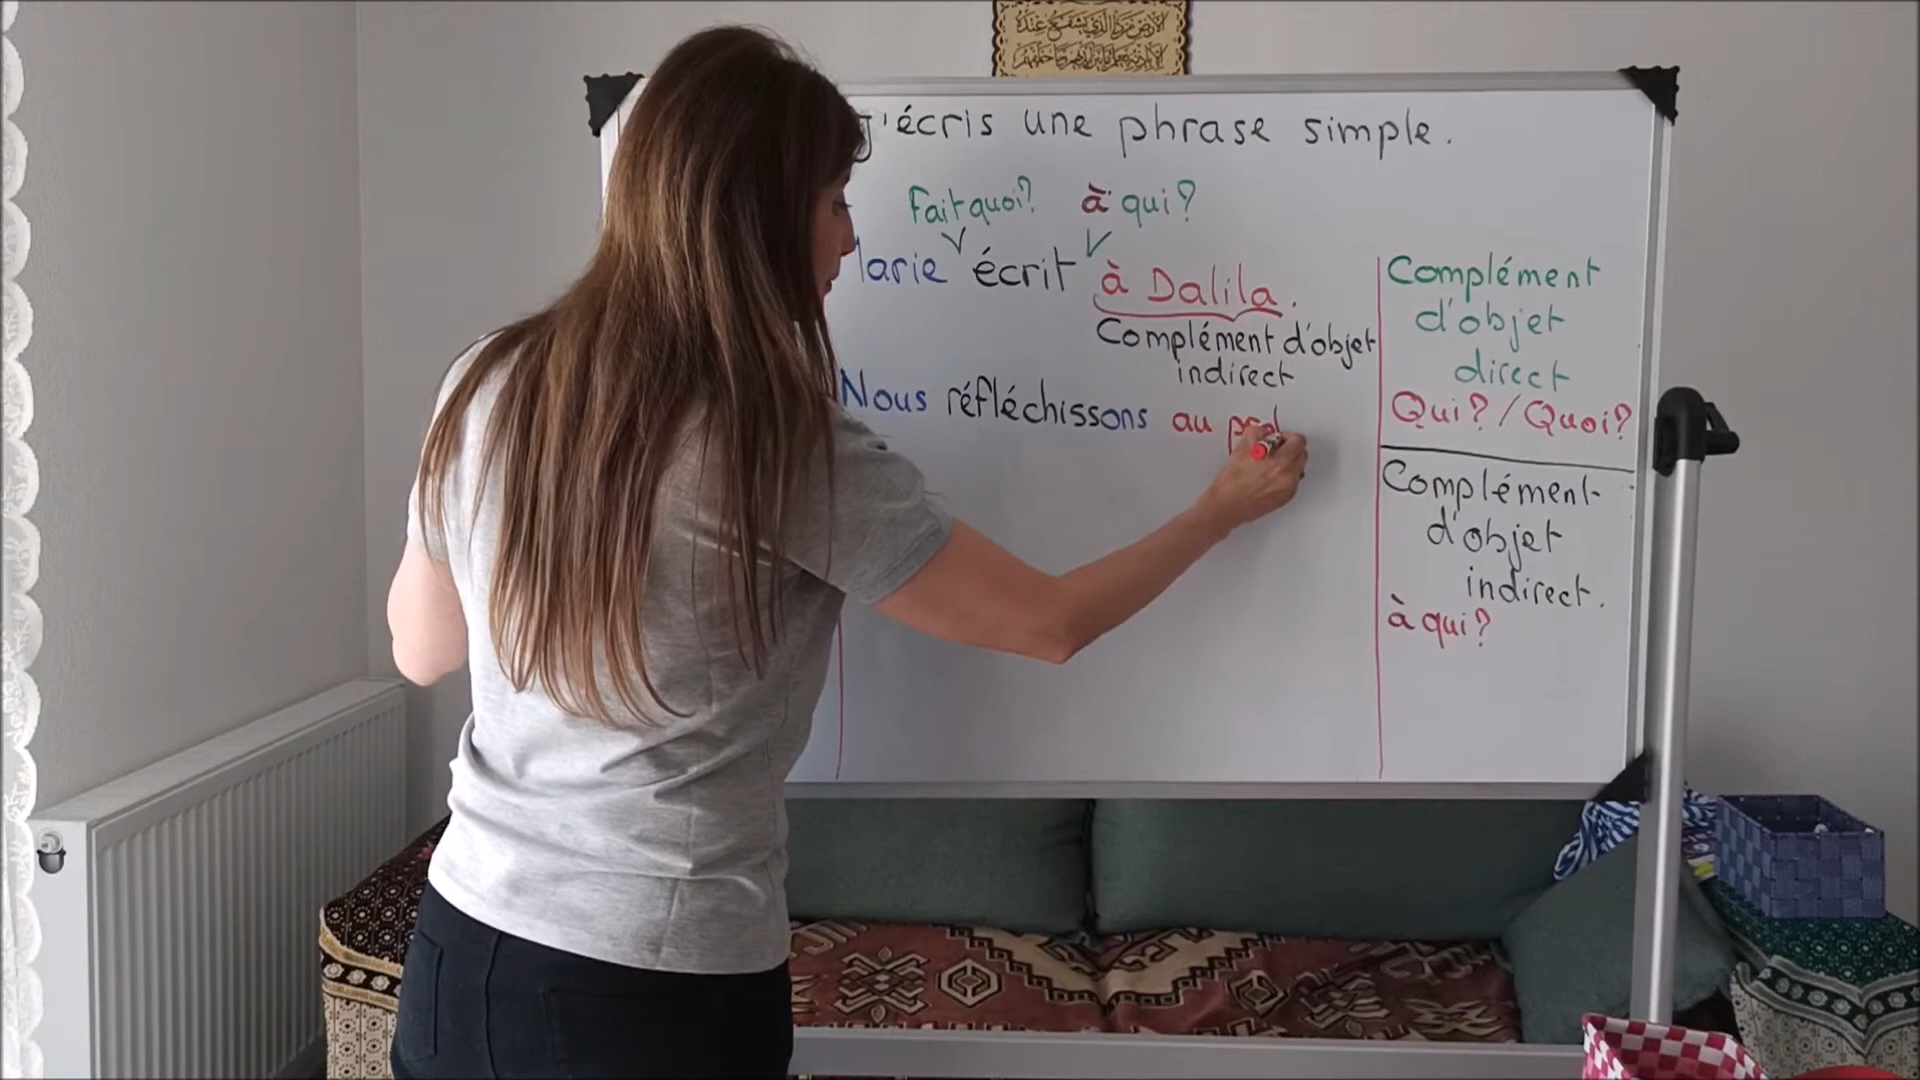 j'écris une phrase simple.
Fait quoi? à qui?
Marie écrit à Dalila.
Complément d'objet
indirect
Nous réfléchissons au
Complément
d'objet
direct
Qui? / Quoi?
Complément
d'objet
indirect.
à qui?